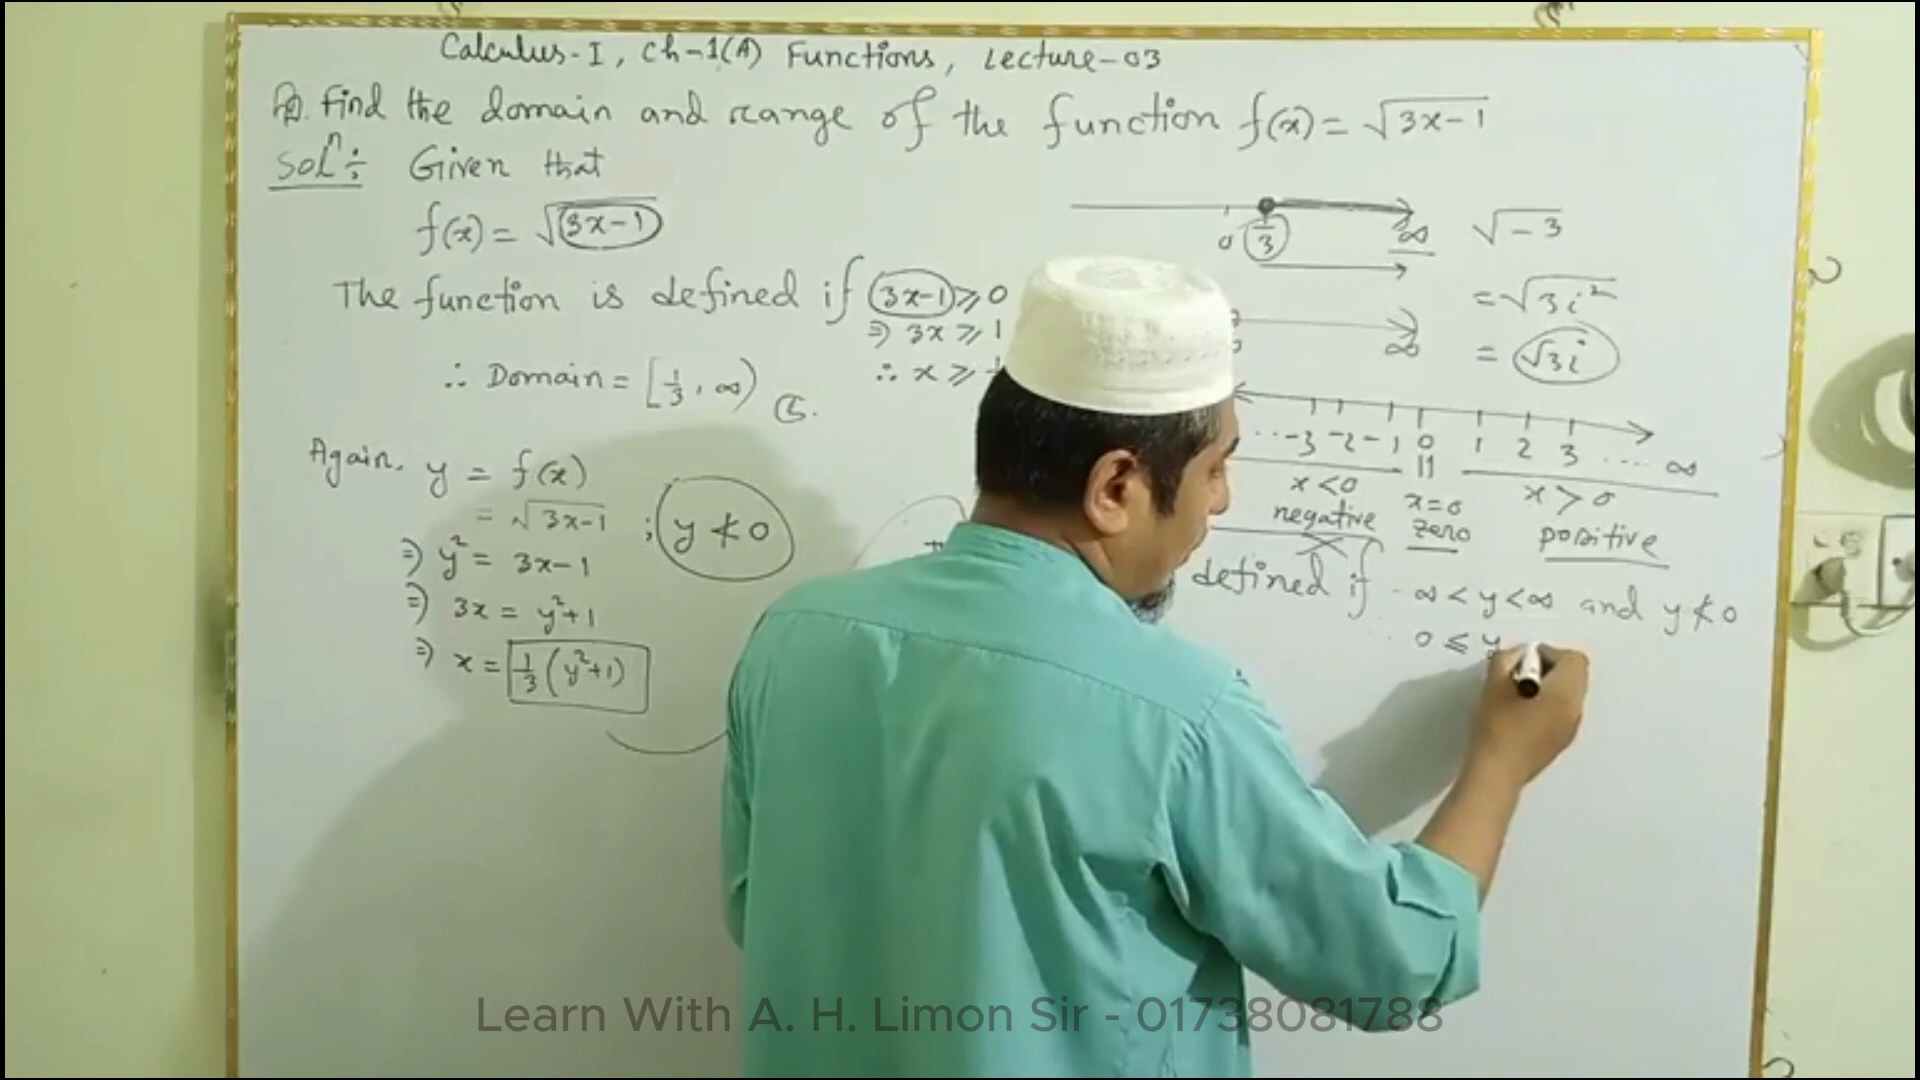 Calculus-I, Ch-1(A) Functions, Lecture-03
Find the domain and range of the function f(x) = √3x-1
Solⁿ: Given that
f(x) = √(3x-1)
The function is defined if (3x-1) ⩾ 0
⇒ 3x ⩾ 1
∴ x ⩾
∴ Domain = [1/3, ∞)
Again, y = f(x)
= √3x-1 ; y ≮ 0
⇒ y² = 3x-1
⇒ 3x = y²+1
⇒ x = 1/3 (y²+1)
0 1/3 ∞
∞
√-3
= √3i²
= √3i
...-3 -2 -1 0 1 2 3 .... ∞
x<0 x=0 x>0
negative zero positive
defined if -∞<y<∞ and y≮0
0 ≤ y
Learn With A. H. Limon Sir - 01738081788